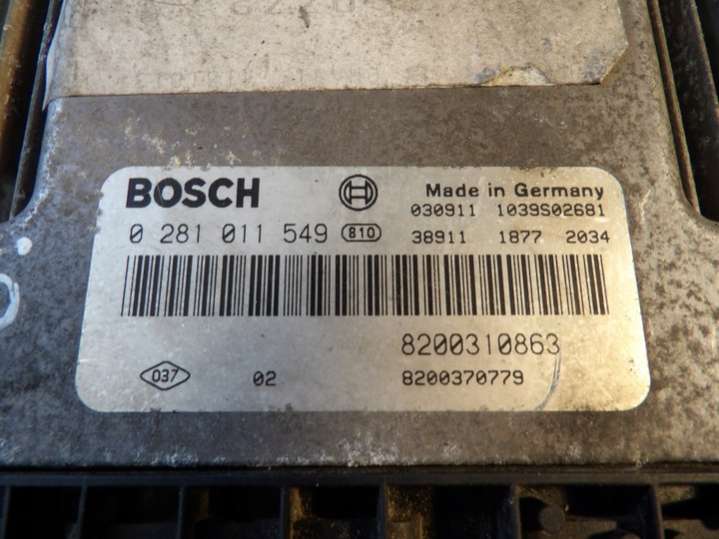 BOSCH
Made in Germany
030911 1039S02681
0 281 011 549 810
38911 1877 2034
8200310863
037 02 8200370779